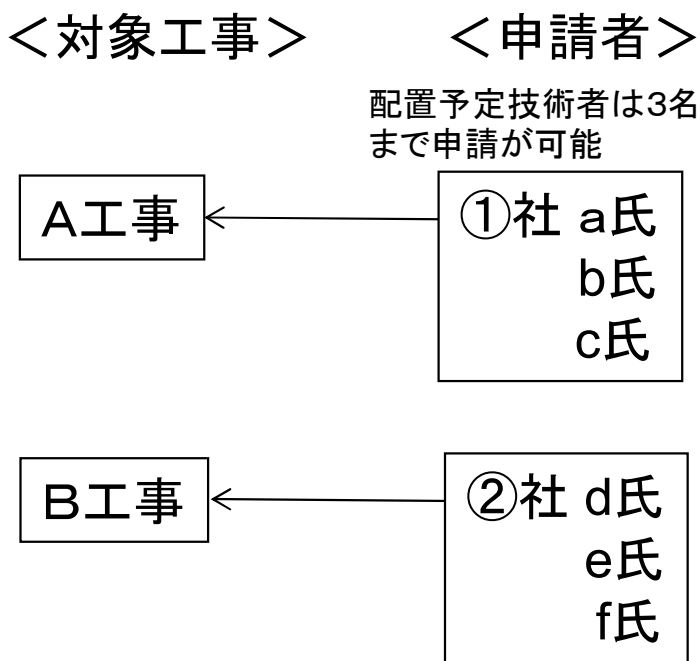 ＜対象工事＞
＜申請者＞
配置予定技術者は3名
まで申請が可能
A工事
①社 a氏
b氏
c氏
B工事
②社 d氏
e氏
f氏